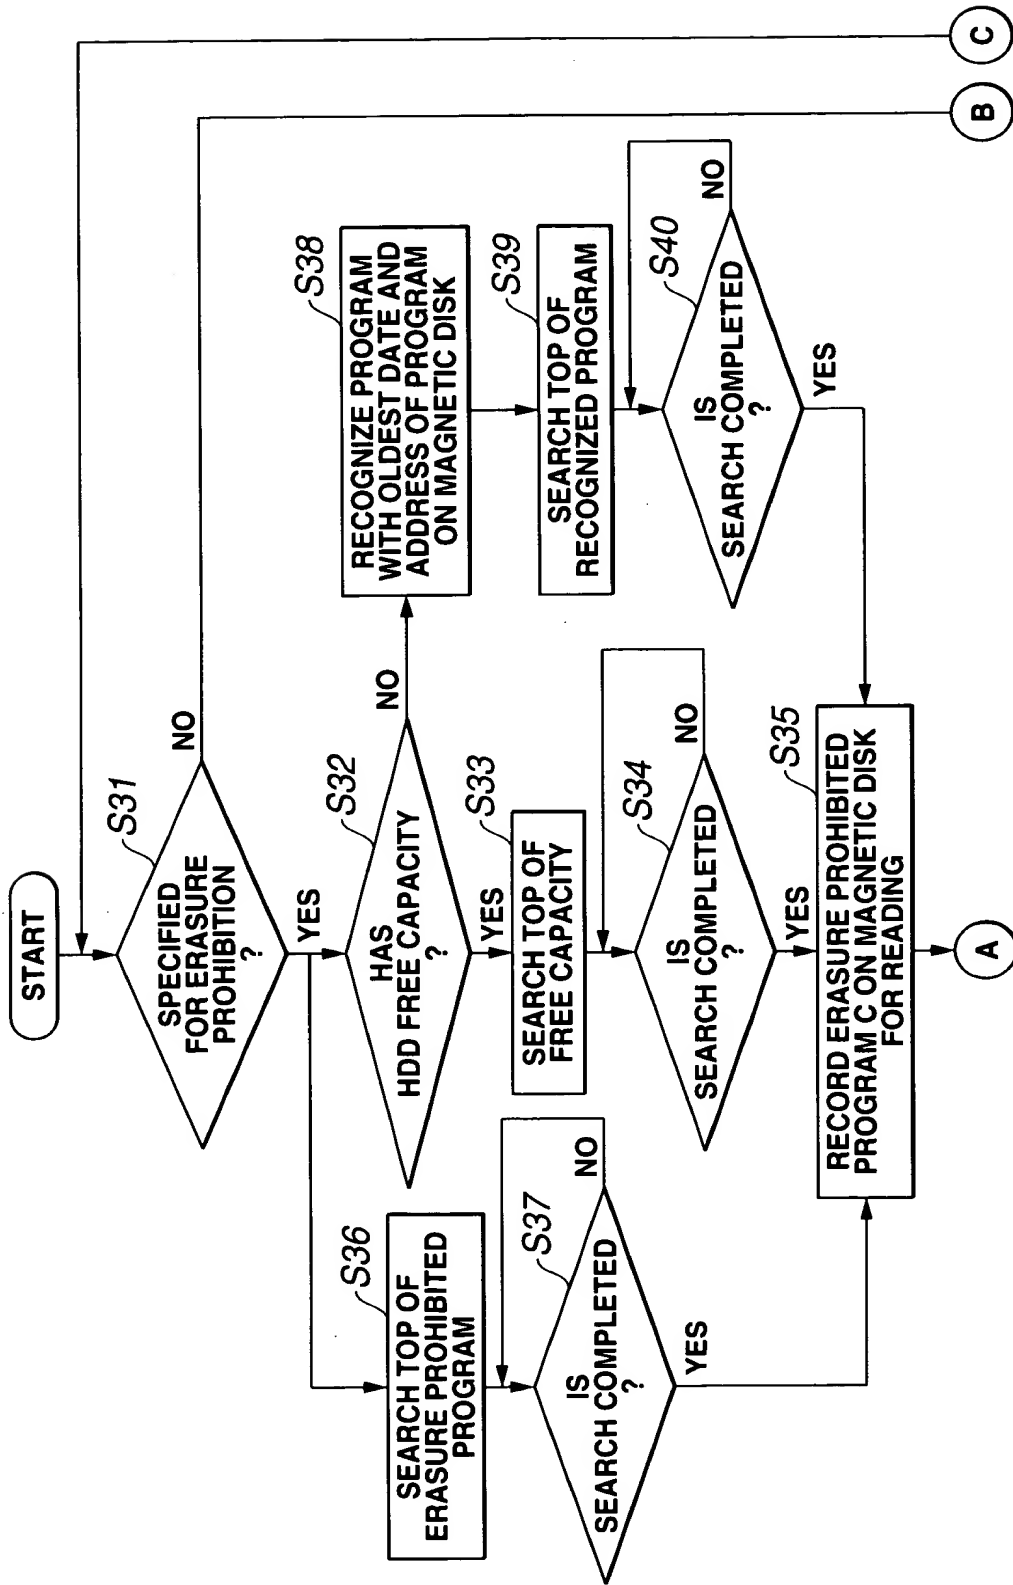 START
S31
SPECIFIED
FOR ERASURE
PROHIBITION
?
NO
YES
S32
HAS
HDD FREE CAPACITY
?
NO
YES
S36
SEARCH TOP OF
ERASURE PROHIBITED
PROGRAM
S37
IS
SEARCH COMPLETED
?
NO
YES
S33
SEARCH TOP OF
FREE CAPACITY
S34
IS
SEARCH COMPLETED
?
NO
YES
S38
RECOGNIZE PROGRAM
WITH OLDEST DATE AND
ADDRESS OF PROGRAM
ON MAGNETIC DISK
S39
SEARCH TOP OF
RECOGNIZED PROGRAM
S40
IS
SEARCH COMPLETED
?
NO
YES
S35
RECORD ERASURE PROHIBITED
PROGRAM C ON MAGNETIC DISK
FOR READING
A
B
C